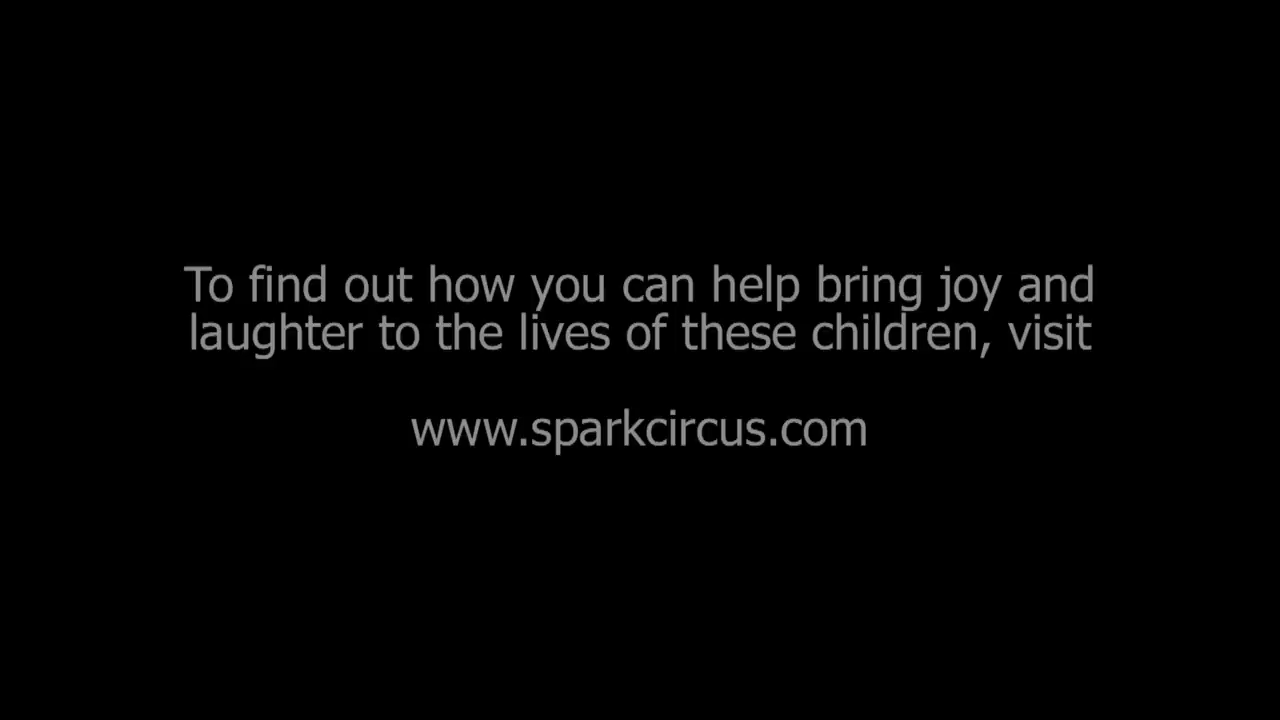 To find out how you can help bring joy and
laughter to the lives of these children, visit
www.sparkcircus.com